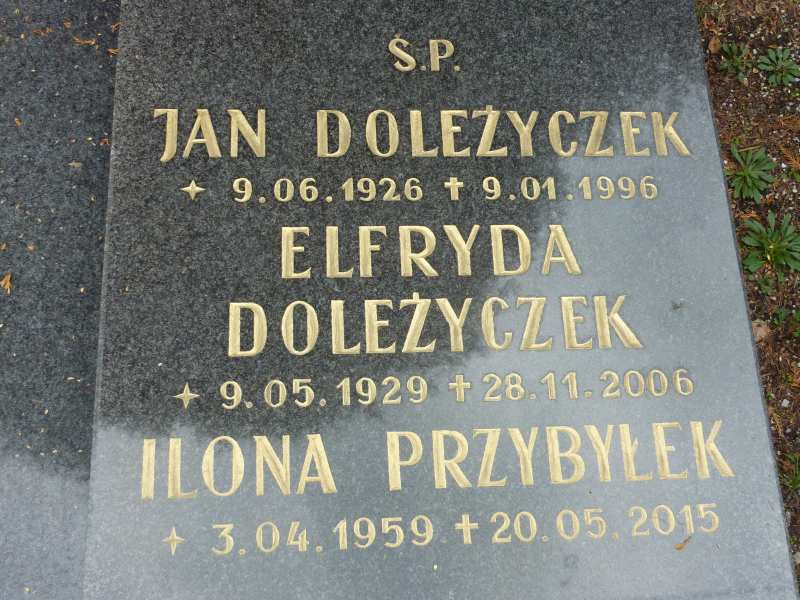 Ś.P.
JAN DOLEŻYCZEK
✦ 9.06.1926 ✝ 9.01.1996
ELFRYDA
DOLEŻYCZEK
✦ 9.05.1929 ✝ 28.11.2006
ILONA PRZYBYŁEK
✦ 3.04.1959 ✝ 20.05.2015